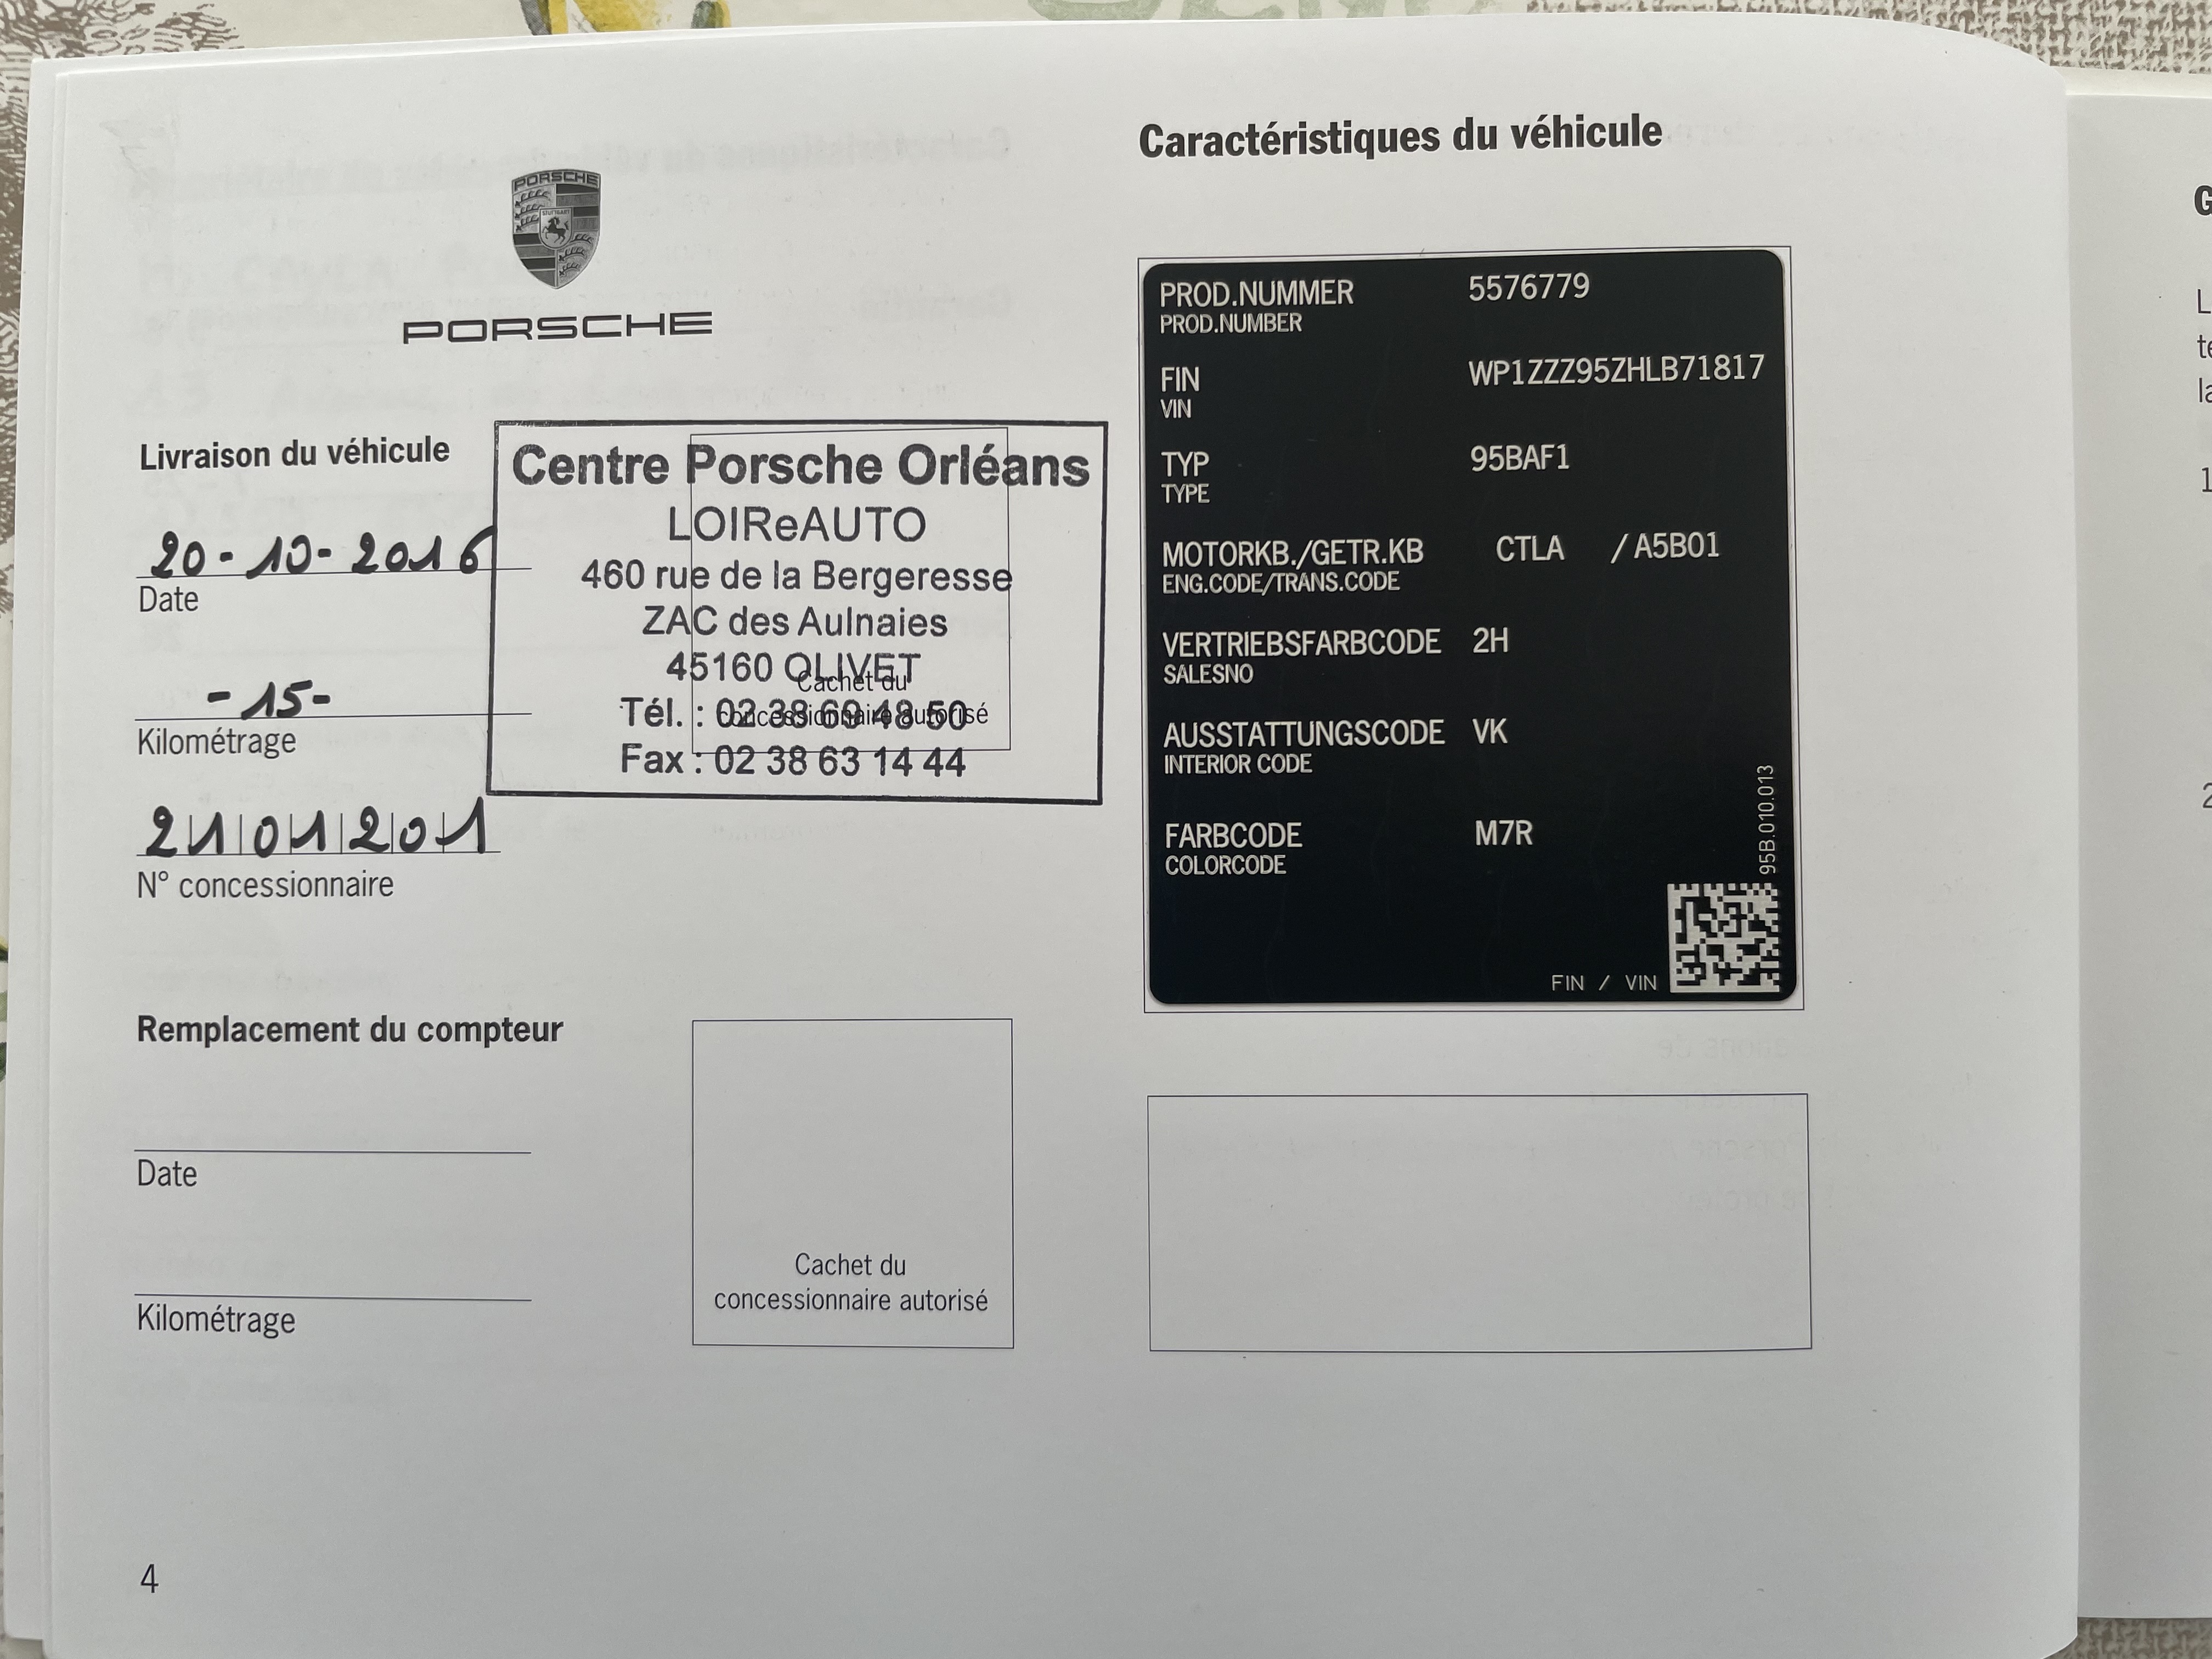 PORSCHE
STUTTGART
PORSCHE
Livraison du véhicule
20-10-2016
Date
-15-
Kilométrage
2101201
N° concessionnaire
Centre Porsche Orléans
LOIReAUTO
460 rue de la Bergeresse
ZAC des Aulnaies
45160 OLIVET
Tél. : 02 38 69 48 50
Fax : 02 38 63 14 44
Cachet du
concessionnaire autorisé
Remplacement du compteur
Date
Kilométrage
Cachet du
concessionnaire autorisé
4
Caractéristiques du véhicule
PROD.NUMMER 5576779
PROD.NUMBER
FIN WP1ZZZ95ZHLB71817
VIN
TYP 95BAF1
TYPE
MOTORKB./GETR.KB CTLA /A5B01
ENG.CODE/TRANS.CODE
VERTRIEBSFARBCODE 2H
SALESNO
AUSSTATTUNGSCODE VK
INTERIOR CODE
FARBCODE M7R
COLORCODE
95B.010.013
FIN / VIN